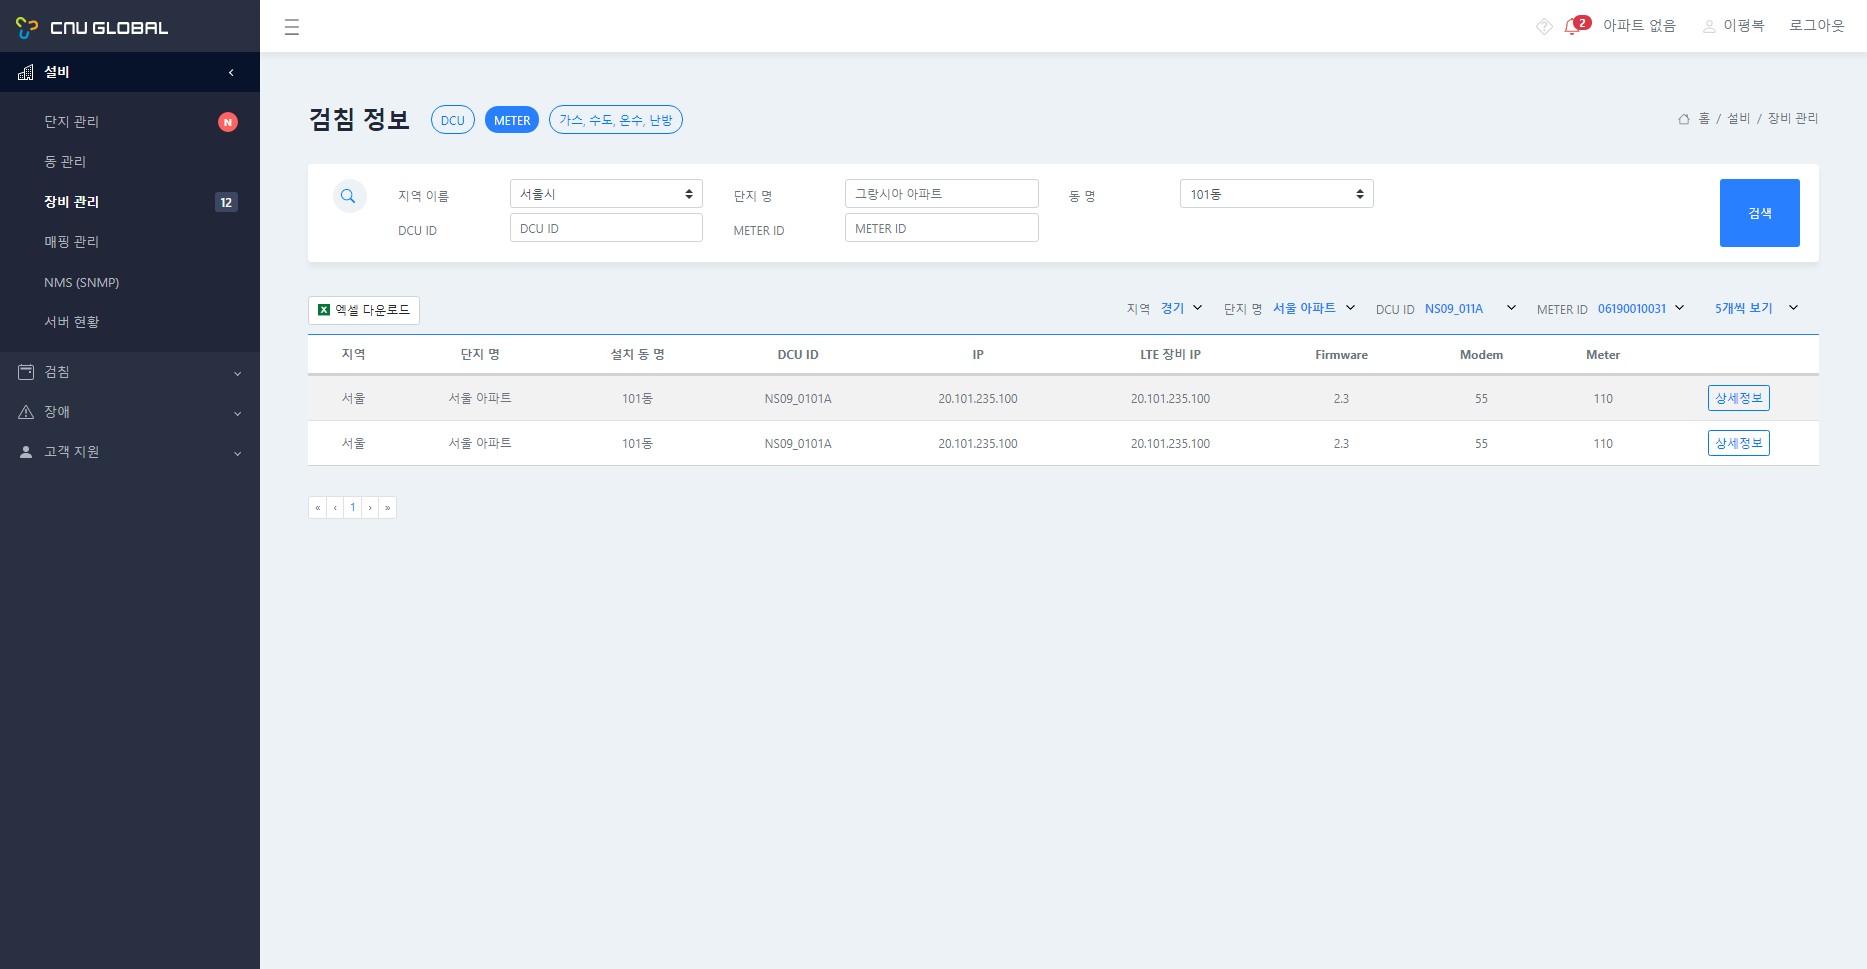 CNU GLOBAL
2 아파트 없음 이평복 로그아웃
설비
단지 관리 N
동 관리
장비 관리 12
매핑 관리
NMS (SNMP)
서버 현황
검침
장애
고객 지원
검침 정보 DCU METER 가스, 수도, 온수, 난방
홈 / 설비 / 장비 관리
지역 이름 서울시 단지 명 그랑시아 아파트 동 명 101동
DCU ID DCU ID METER ID METER ID
검색
엑셀 다운로드 지역 경기 단지 명 서울 아파트 DCU ID NS09_011A METER ID 06190010031 5개씩 보기
지역 단지 명 설치 동 명 DCU ID IP LTE 장비 IP Firmware Modem Meter
서울 서울 아파트 101동 NS09_0101A 20.101.235.100 20.101.235.100 2.3 55 110 상세정보
서울 서울 아파트 101동 NS09_0101A 20.101.235.100 20.101.235.100 2.3 55 110 상세정보
« ‹ 1 › »